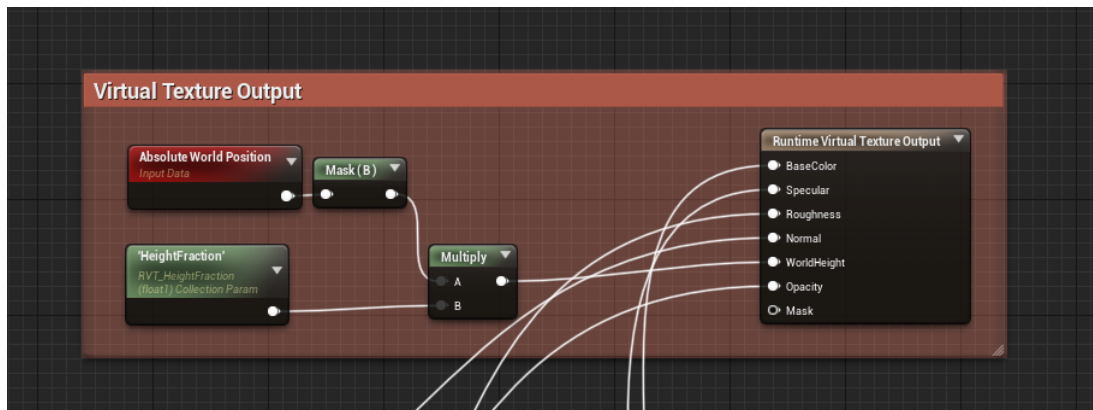 Virtual Texture Output
Absolute World Position
Input Data
Mask ( B )
'HeightFraction'
RVT_HeightFraction
(float1) Collection Param
Multiply
A
B
Runtime Virtual Texture Output
BaseColor
Specular
Roughness
Normal
WorldHeight
Opacity
Mask